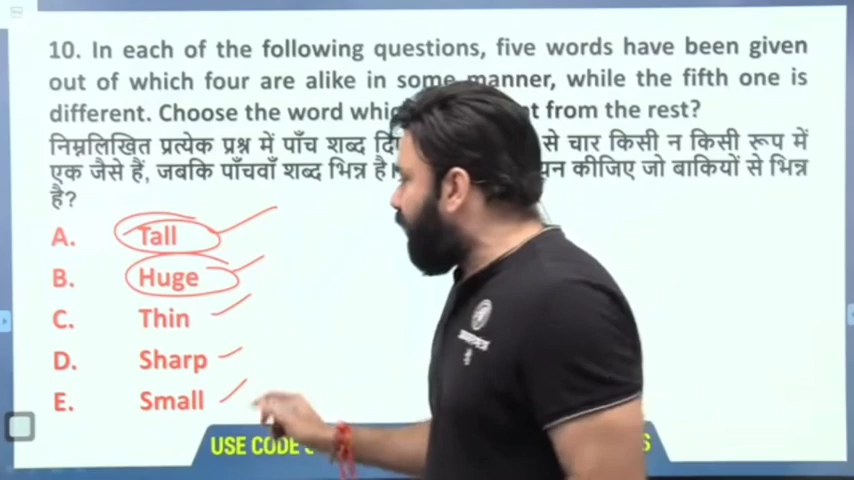 10. In each of the following questions, five words have been given
out of which four are alike in some manner, while the fifth one is
different. Choose the word from the rest?
निम्नलिखित प्रत्येक प्रश्न में पाँच शब्द से चार किसी न किसी रूप में
एक जैसे हैं, जबकि पाँचवाँ शब्द भिन्न है। कीजिए जो बाकियों से भिन्न
है?
A. Tall
B. Huge
C. Thin
D. Sharp
E. Small
USE CODE